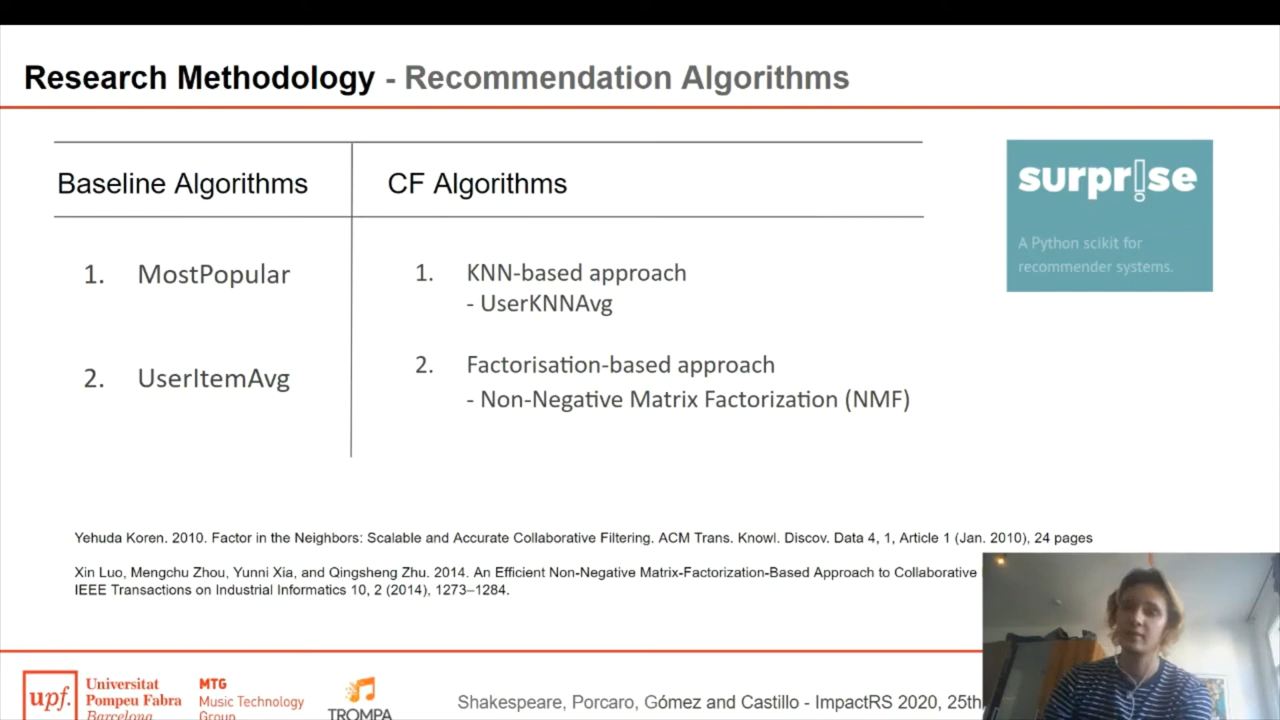 Research Methodology - Recommendation Algorithms
Baseline Algorithms
CF Algorithms
1. MostPopular
2. UserItemAvg
1. KNN-based approach
- UserKNNAvg
2. Factorisation-based approach
- Non-Negative Matrix Factorization (NMF)
surpr!se
A Python scikit for
recommender systems.
Yehuda Koren. 2010. Factor in the Neighbors: Scalable and Accurate Collaborative Filtering. ACM Trans. Knowl. Discov. Data 4, 1, Article 1 (Jan. 2010), 24 pages
Xin Luo, Mengchu Zhou, Yunni Xia, and Qingsheng Zhu. 2014. An Efficient Non-Negative Matrix-Factorization-Based Approach to Collaborative
IEEE Transactions on Industrial Informatics 10, 2 (2014), 1273–1284.
upf.
Universitat
Pompeu Fabra
Barcelona
MTG
Music Technology
Group
TROMPA
Shakespeare, Porcaro, Gómez and Castillo - ImpactRS 2020, 25th